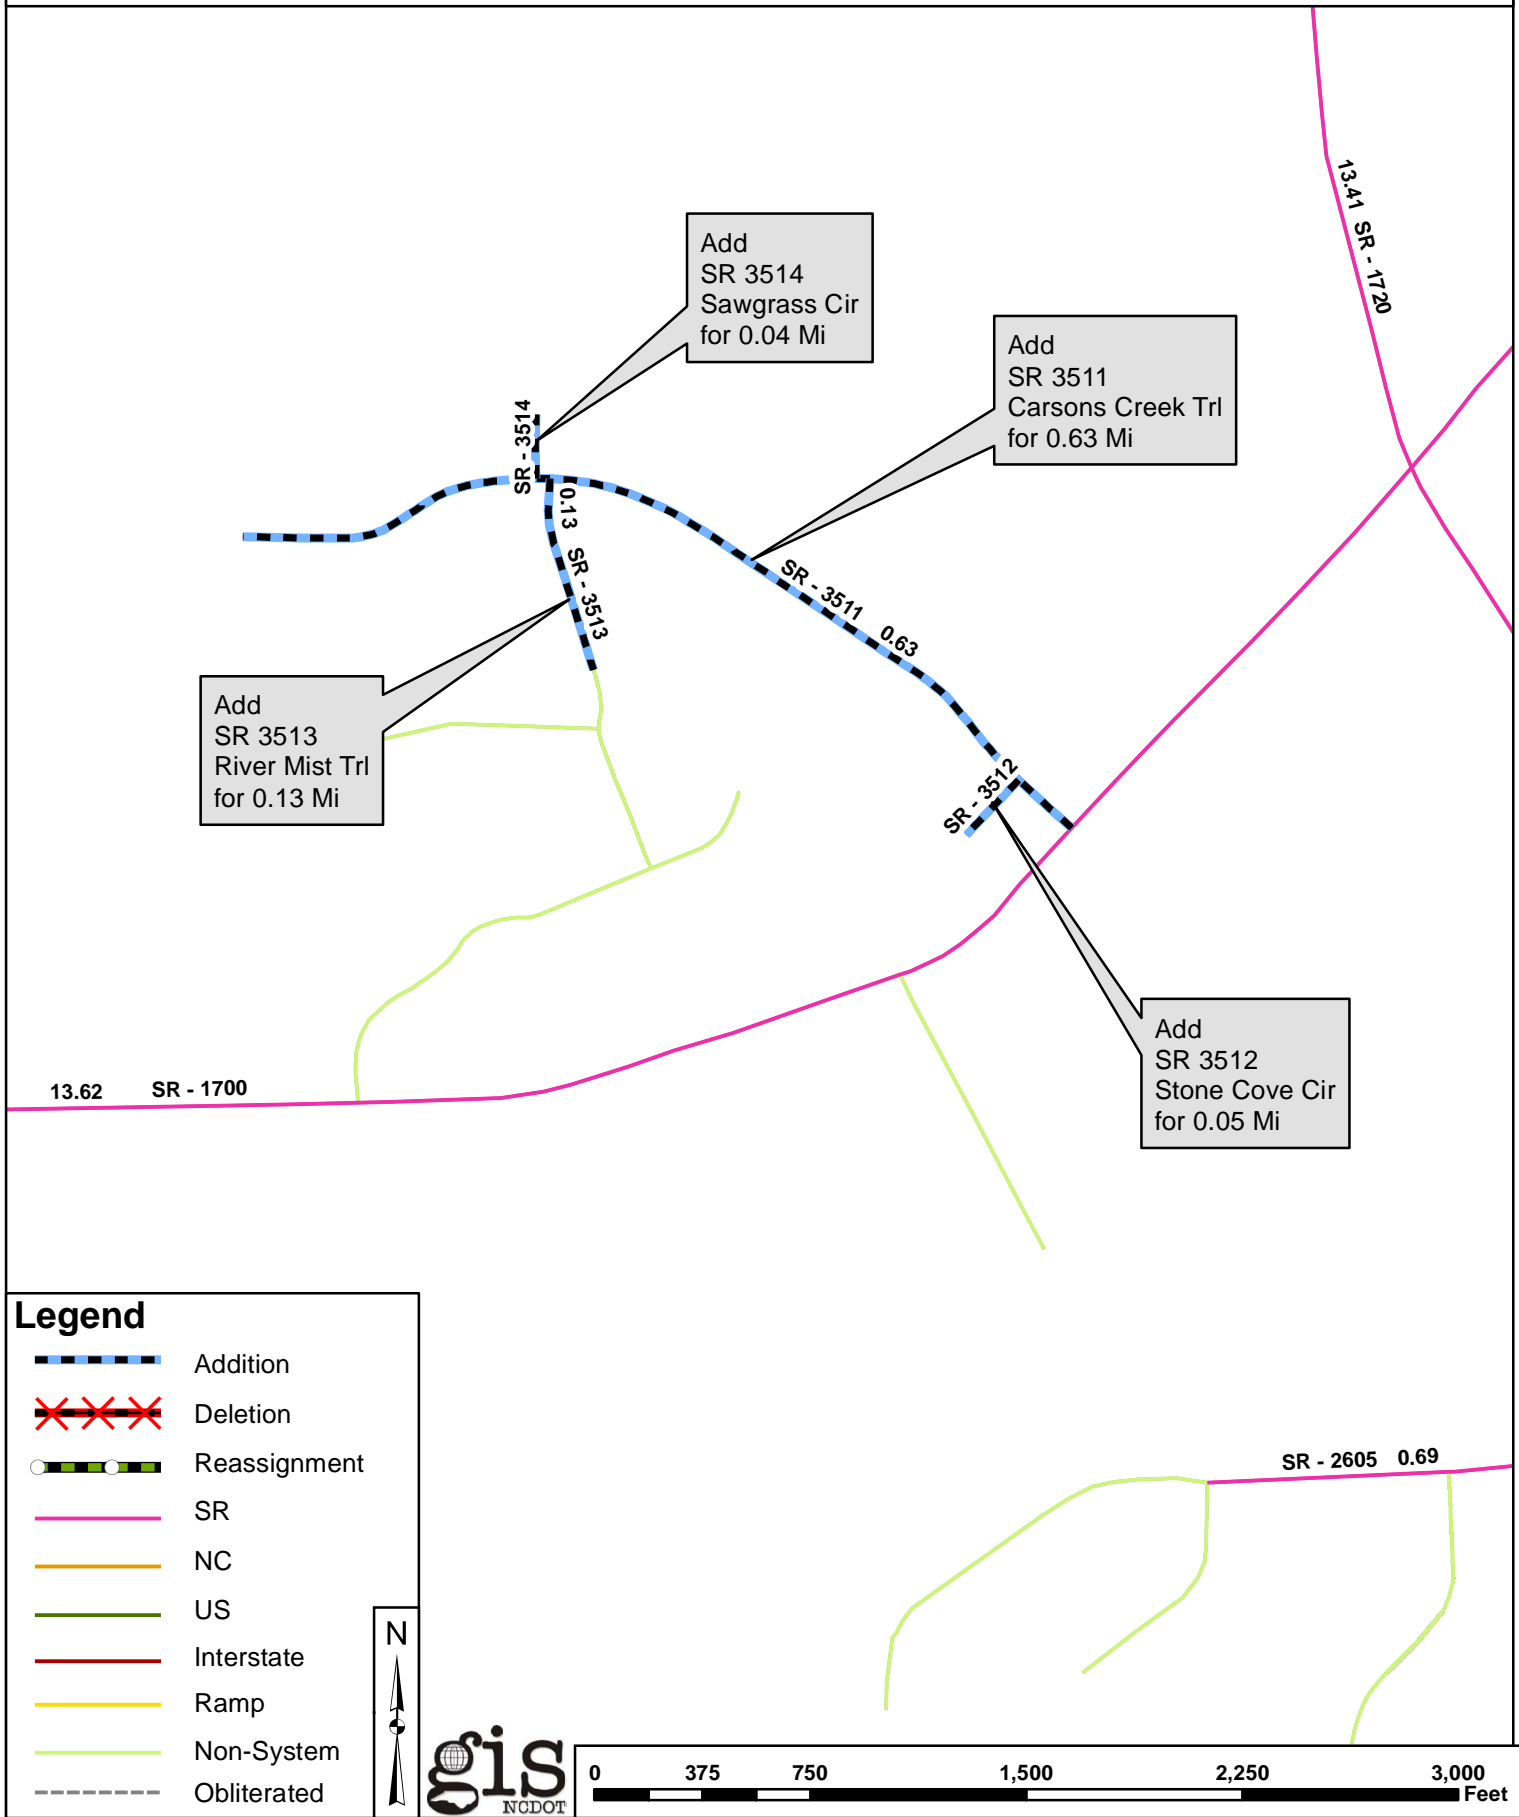 13.41 SR - 1720
Add
SR 3514
Sawgrass Cir
for 0.04 Mi
Add
SR 3511
Carsons Creek Trl
for 0.63 Mi
SR - 3514
0.13 SR - 3513
SR - 3511 0.63
Add
SR 3513
River Mist Trl
for 0.13 Mi
SR - 3512
Add
SR 3512
Stone Cove Cir
for 0.05 Mi
13.62 SR - 1700
Legend
Addition
Deletion
Reassignment
SR
NC
US
Interstate
Ramp
Non-System
Obliterated
N
SR - 2605 0.69
gis
NCDOT
0 375 750 1,500 2,250 3,000
Feet